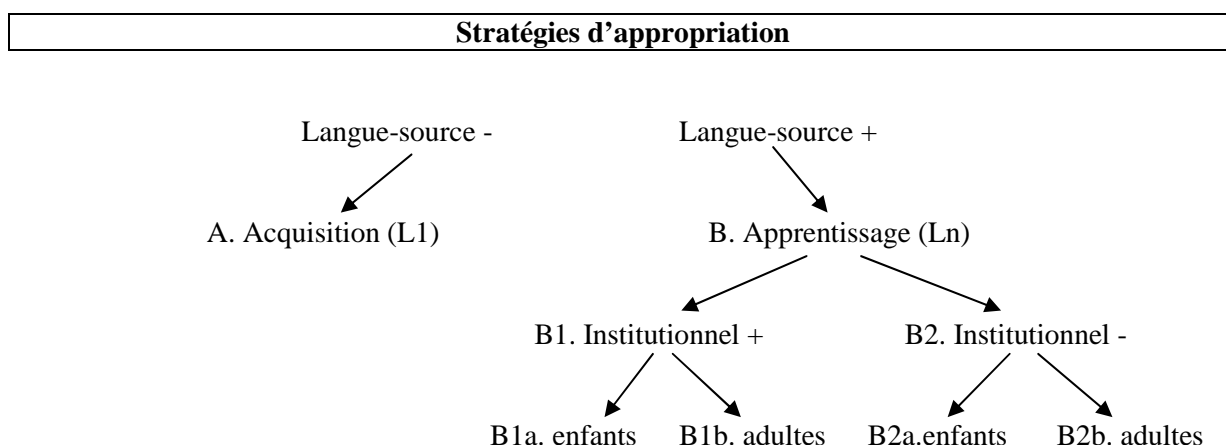 Stratégies d’appropriation
Langue-source - Langue-source +
A. Acquisition (L1) B. Apprentissage (Ln)
B1. Institutionnel + B2. Institutionnel -
B1a. enfants B1b. adultes B2a.enfants B2b. adultes